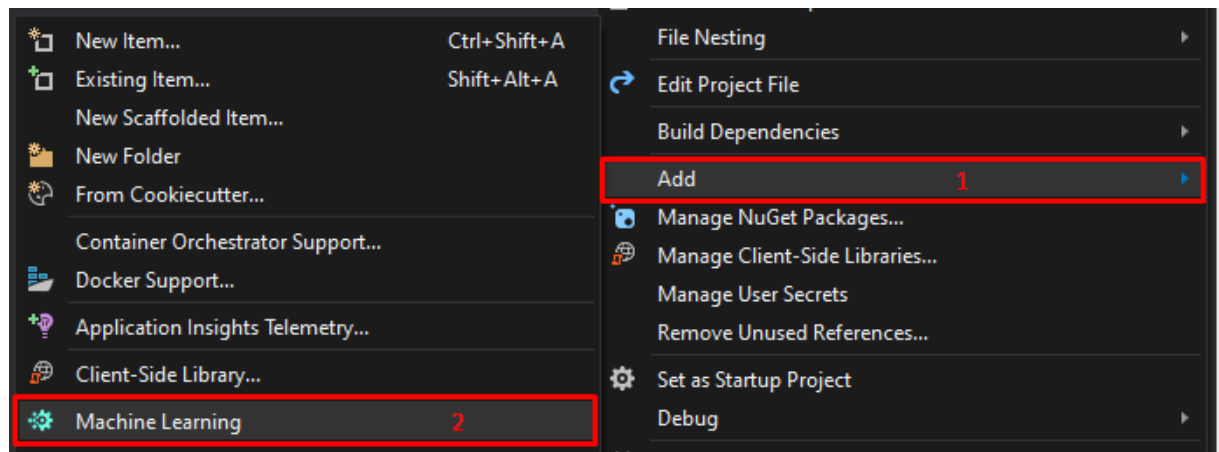 New Item... Ctrl+Shift+A
Existing Item... Shift+Alt+A
New Scaffolded Item...
New Folder
From Cookiecutter...
Container Orchestrator Support...
Docker Support...
Application Insights Telemetry...
Client-Side Library...
Machine Learning 2
File Nesting
Edit Project File
Build Dependencies
Add 1
Manage NuGet Packages...
Manage Client-Side Libraries...
Manage User Secrets
Remove Unused References...
Set as Startup Project
Debug